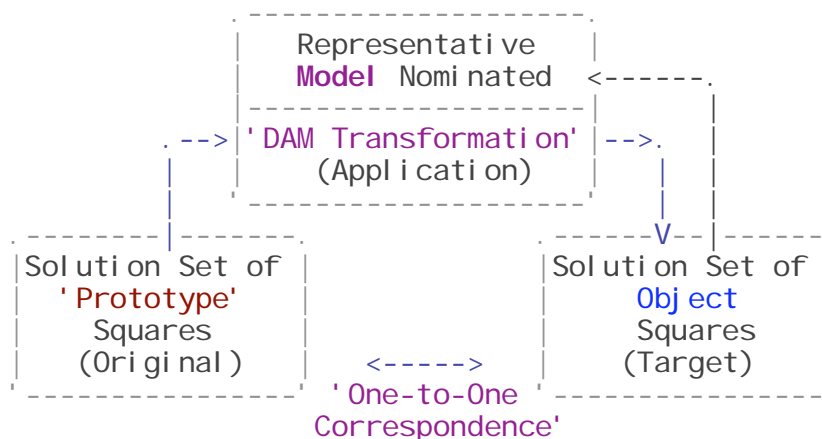 Representative
Model Nominated
'DAM Transformation'
(Application)
Solution Set of
'Prototype'
Squares
(Original)
Solution Set of
Object
Squares
(Target)
'One-to-One
Correspondence'